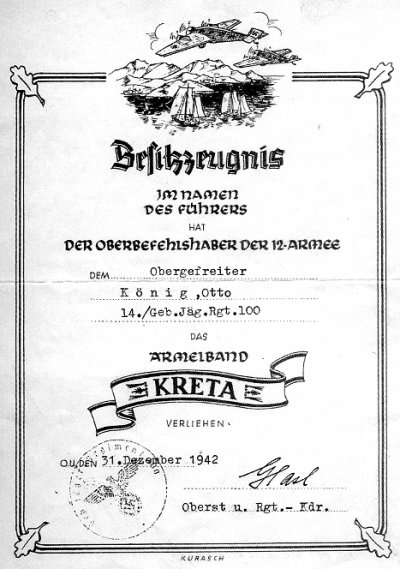 Besitzzeugnis
IM NAMEN
DES FÜHRERS
HAT
DER OBERBEFEHLSHABER DER 12·ARMEE
DEM Obergefreiter
König,Otto
14./Geb.Jäg.Rgt.100
DAS
ARMELBAND
KRETA
VERLIEHEN·
O.U.DEN 31.Dezember 1942
Oberst u. Rgt.- Kdr.
KURASCH